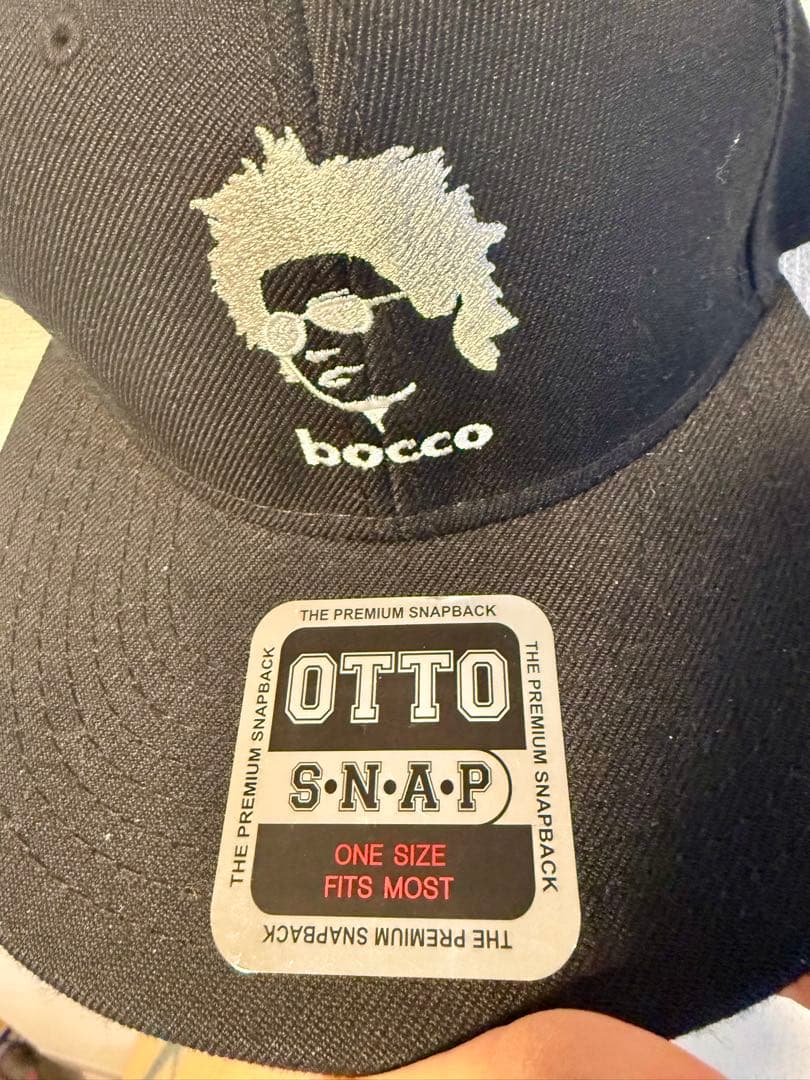 bocco
THE PREMIUM SNAPBACK
OTTO
S•N•A•P
ONE SIZE
FITS MOST
THE PREMIUM SNAPBACK
THE PREMIUM SNAPBACK
THE PREMIUM SNAPBACK